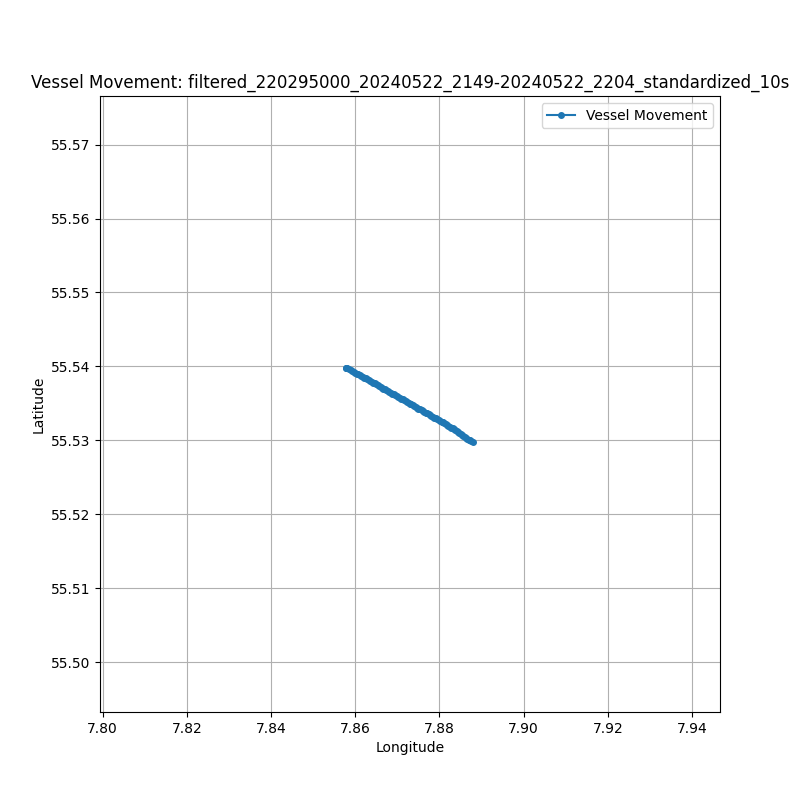 Vessel Movement: filtered_220295000_20240522_2149-20240522_2204_standardized_10s
Vessel Movement
55.57
55.56
55.55
55.54
55.53
55.52
55.51
55.50
Latitude
7.80 7.82 7.84 7.86 7.88 7.90 7.92 7.94
Longitude